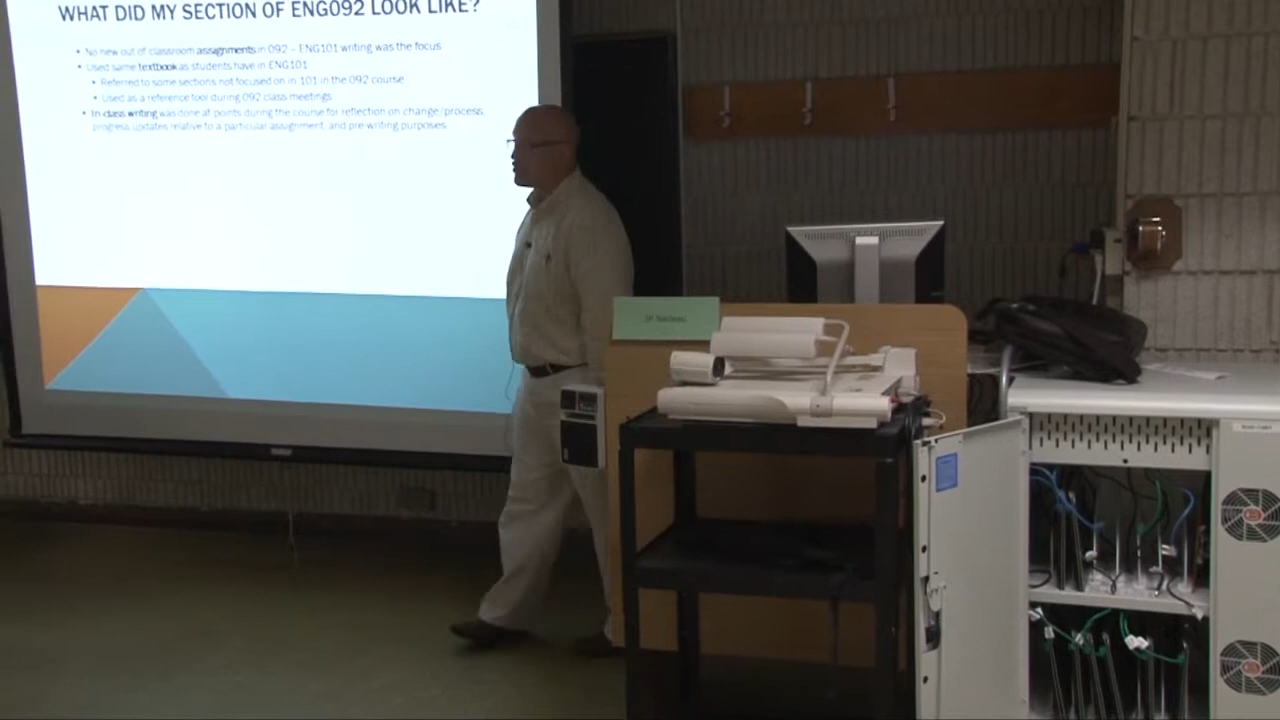 WHAT DID MY SECTION OF ENG092 LOOK LIKE?
• No new out of classroom assignments in 092 – ENG101 writing was the focus
• Used same textbook as students have in ENG101
• Referred to some sections not focused on in 101 in the 092 course
• Used as a reference tool during 092 class meetings
• In-class writing was done at points during the course for reflection on change/process,
progress updates relative to a particular assignment, and pre-writing purposes.